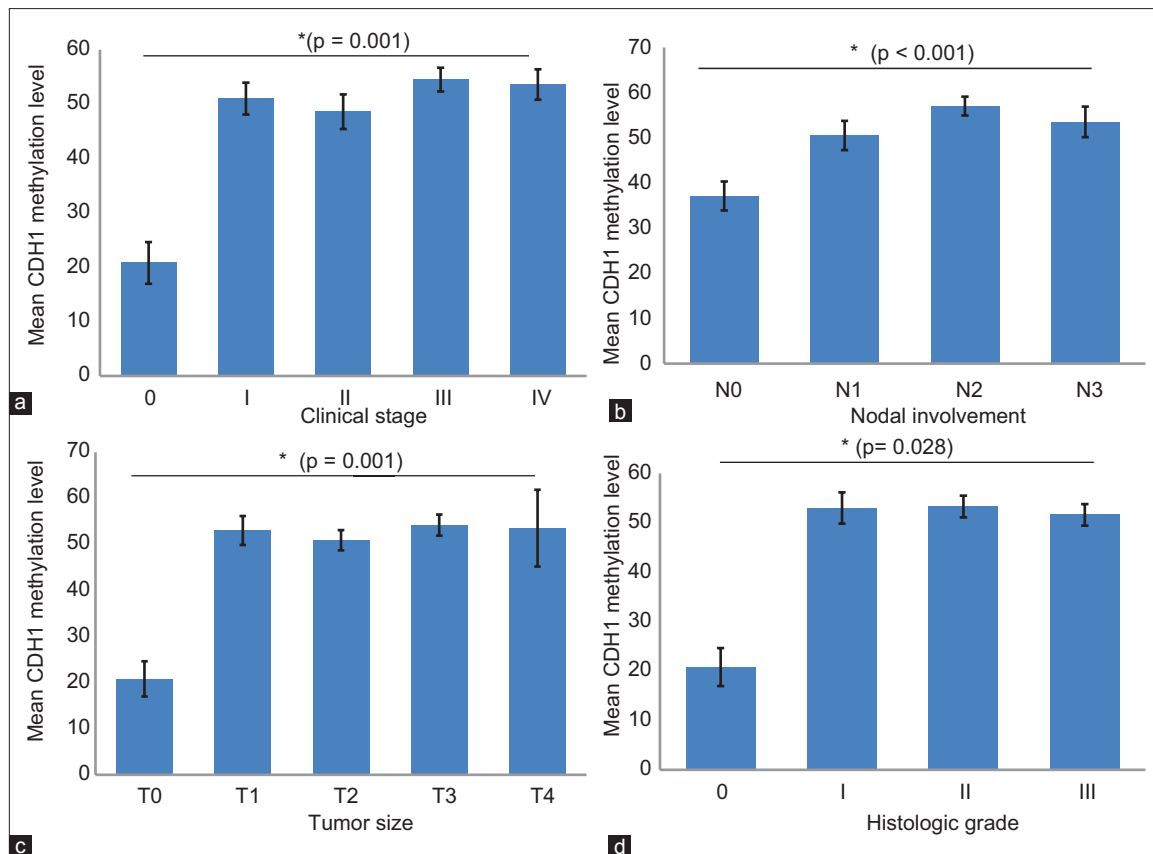 *(p = 0.001)
Mean CDH1 methylation level
60
50
40
30
20
10
0
0 I II III IV
Clinical stage
a
* (p < 0.001)
Mean CDH1 methylation level
70
60
50
40
30
20
10
0
N0 N1 N2 N3
Nodal involvement
b
* (p = 0.001)
Mean CDH1 methylation level
70
60
50
40
30
20
10
0
T0 T1 T2 T3 T4
Tumor size
c
* (p= 0.028)
Mean CDH1 methylation level
60
50
40
30
20
10
0
0 I II III
Histologic grade
d